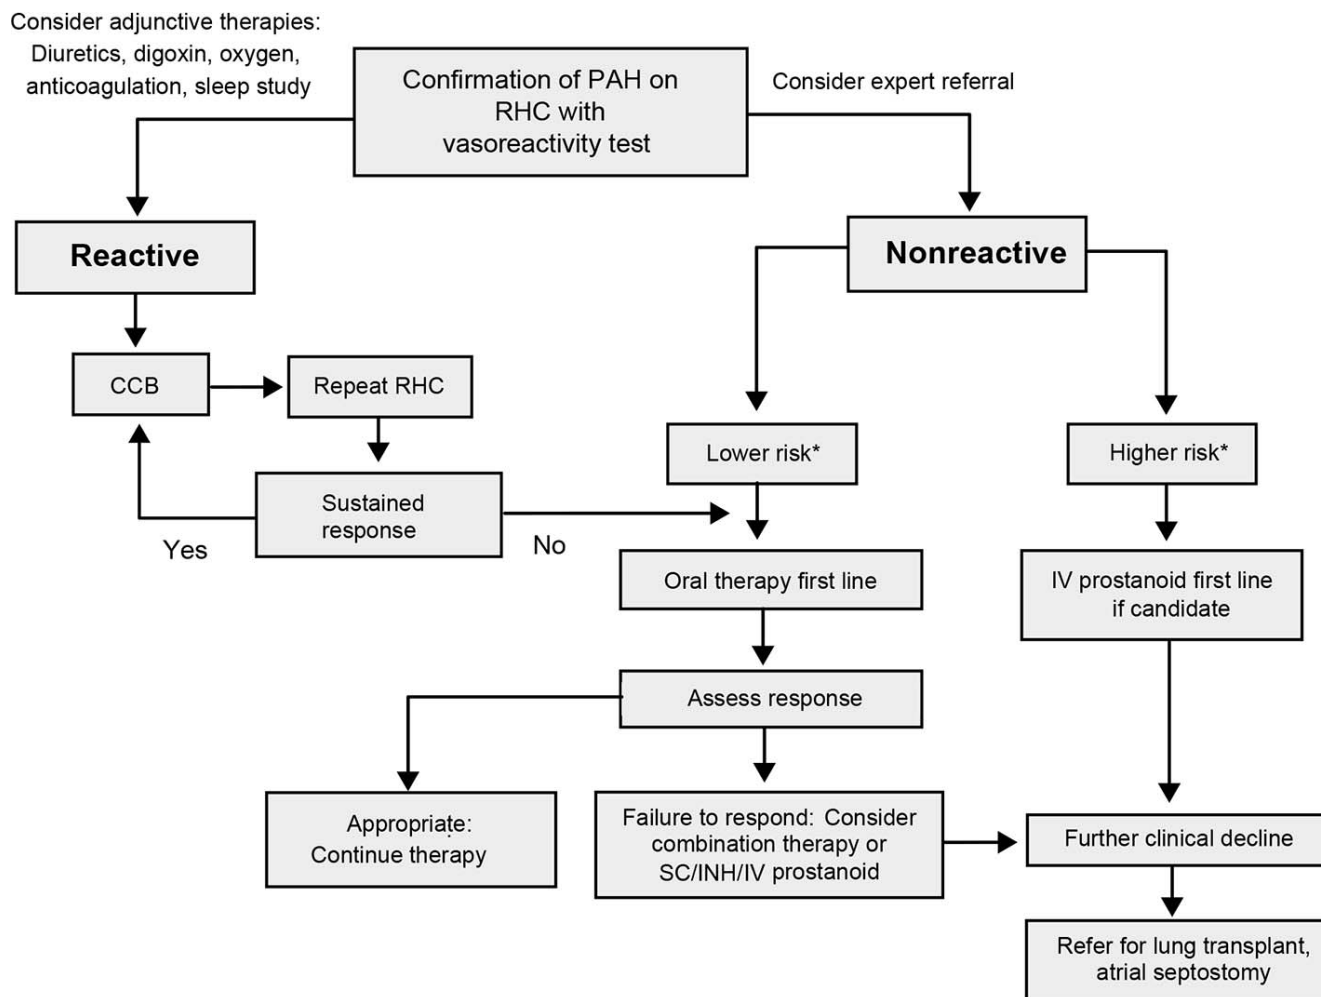 Consider adjunctive therapies:
Diuretics, digoxin, oxygen,
anticoagulation, sleep study
Confirmation of PAH on
RHC with
vasoreactivity test
Consider expert referral
Reactive
Nonreactive
CCB
Repeat RHC
Lower risk*
Higher risk*
Sustained
response
Yes
No
Oral therapy first line
IV prostanoid first line
if candidate
Assess response
Appropriate:
Continue therapy
Failure to respond: Consider
combination therapy or
SC/INH/IV prostanoid
Further clinical decline
Refer for lung transplant,
atrial septostomy